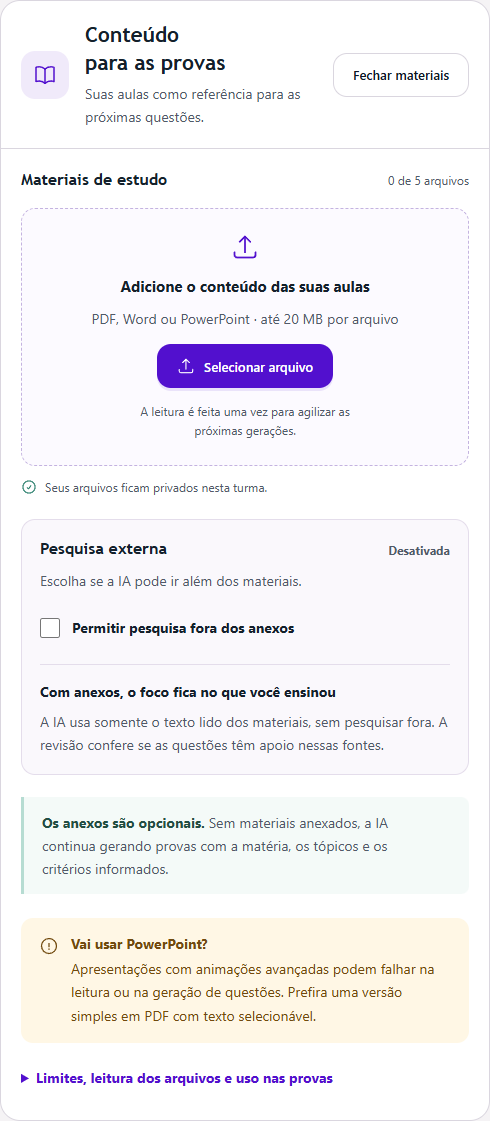 Conteúdo
para as provas
Suas aulas como referência para as
próximas questões.
Fechar materiais
Materiais de estudo
0 de 5 arquivos
Adicione o conteúdo das suas aulas
PDF, Word ou PowerPoint · até 20 MB por arquivo
Selecionar arquivo
A leitura é feita uma vez para agilizar as
próximas gerações.
Seus arquivos ficam privados nesta turma.
Pesquisa externa
Desativada
Escolha se a IA pode ir além dos materiais.
Permitir pesquisa fora dos anexos
Com anexos, o foco fica no que você ensinou
A IA usa somente o texto lido dos materiais, sem pesquisar fora. A
revisão confere se as questões têm apoio nessas fontes.
Os anexos são opcionais. Sem materiais anexados, a IA
continua gerando provas com a matéria, os tópicos e os
critérios informados.
Vai usar PowerPoint?
Apresentações com animações avançadas podem falhar na
leitura ou na geração de questões. Prefira uma versão
simples em PDF com texto selecionável.
Limites, leitura dos arquivos e uso nas provas